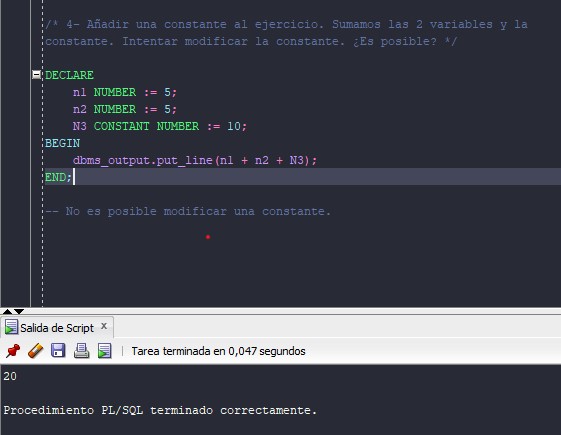 /* 4- Añadir una constante al ejercicio. Sumamos las 2 variables y la
constante. Intentar modificar la constante. ¿Es posible? */
DECLARE
n1 NUMBER := 5;
n2 NUMBER := 5;
N3 CONSTANT NUMBER := 10;
BEGIN
dbms_output.put_line(n1 + n2 + N3);
END;
-- No es posible modificar una constante.
Salida de Script x
Tarea terminada en 0,047 segundos
20
Procedimiento PL/SQL terminado correctamente.